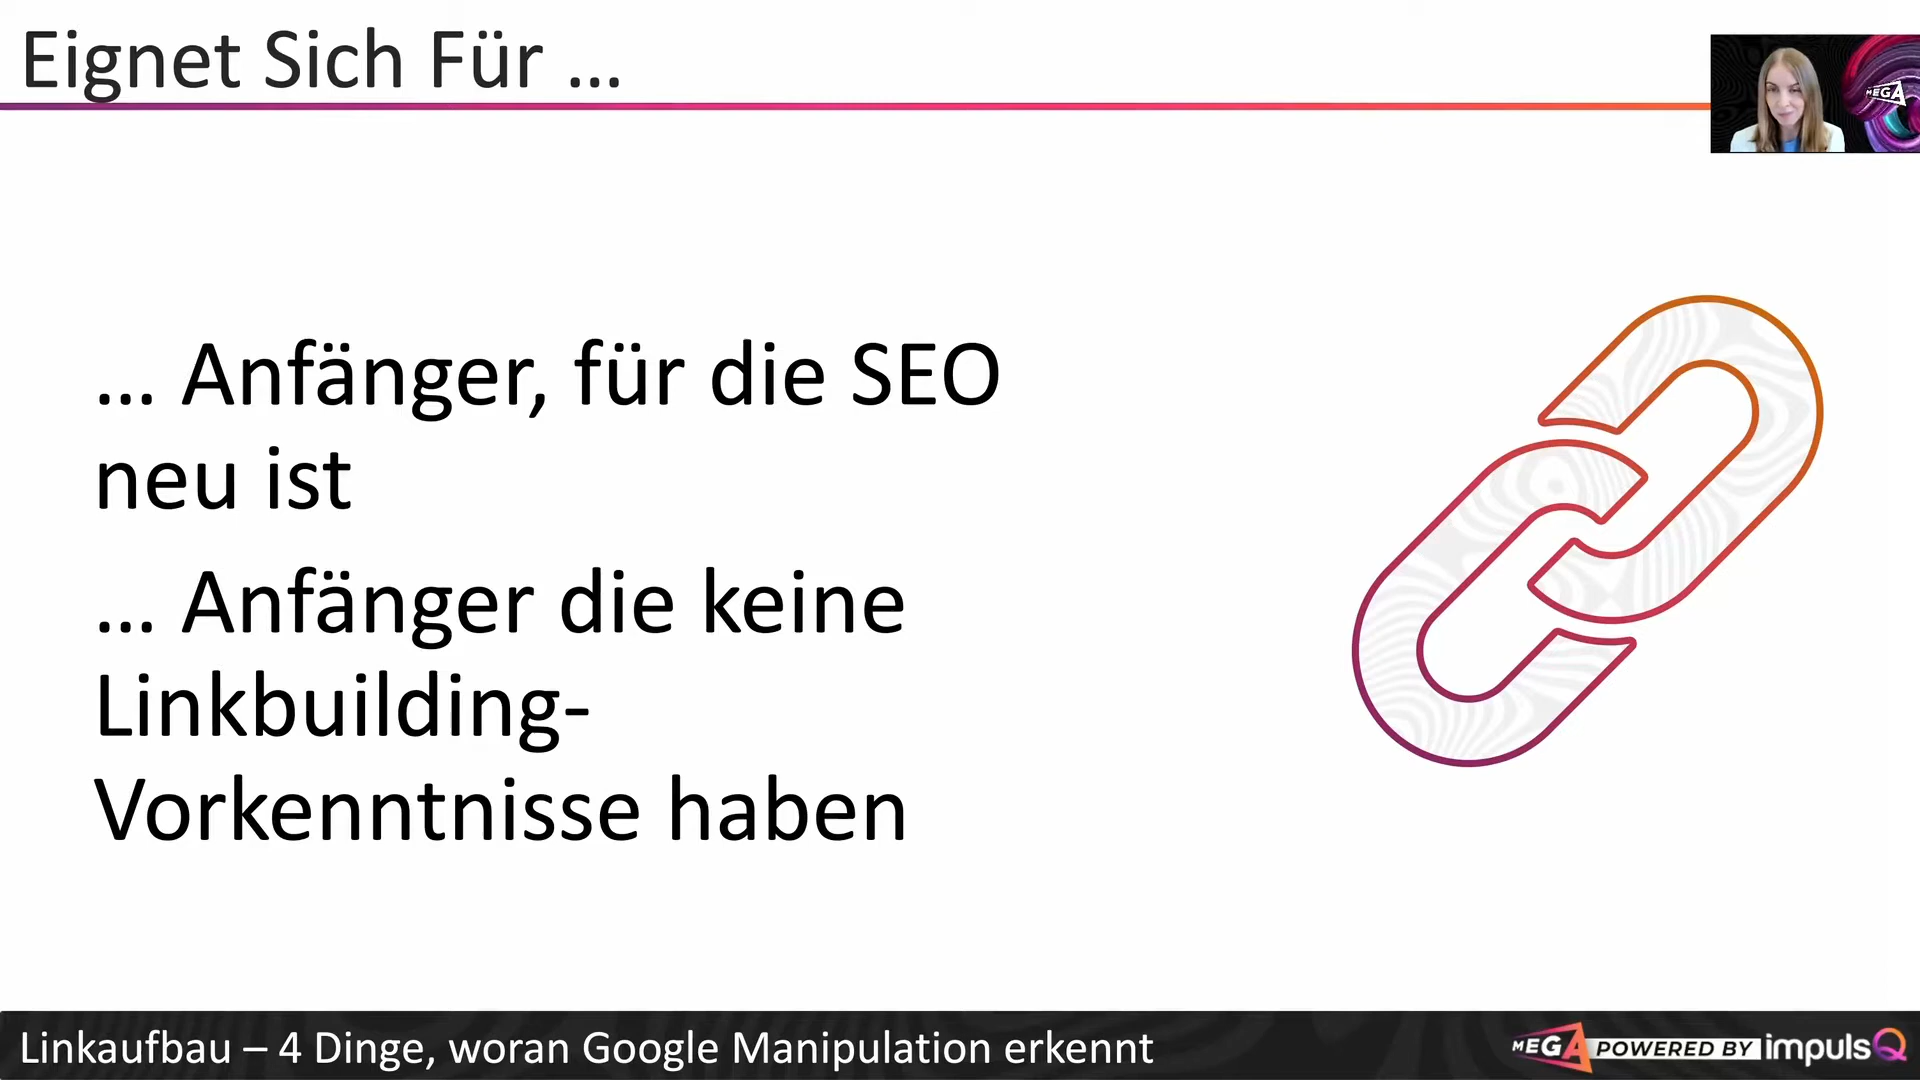 Eignet Sich Für ...
MEGA
... Anfänger, für die SEO
neu ist
... Anfänger die keine
Linkbuilding-
Vorkenntnisse haben
Linkaufbau – 4 Dinge, woran Google Manipulation erkennt
MEGA POWERED BY impulsQ